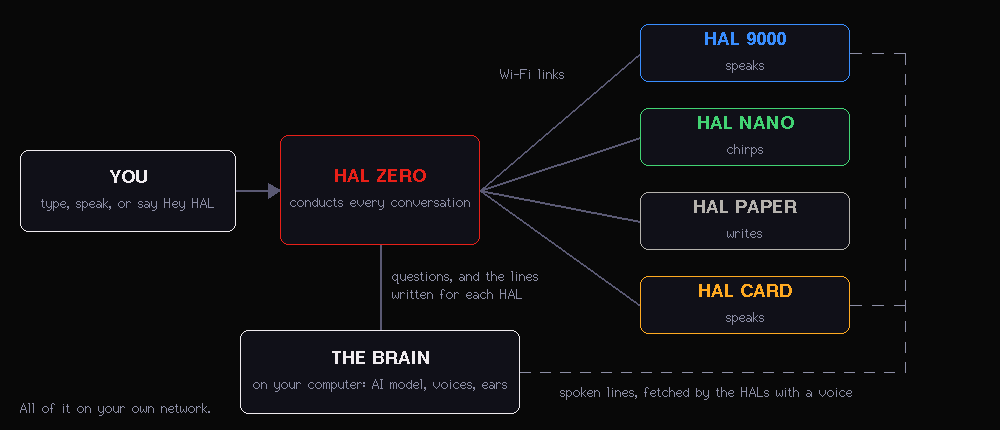 YOU
type, speak, or say Hey HAL
HAL ZERO
conducts every conversation
Wi-Fi links
HAL 9000
speaks
HAL NANO
chirps
HAL PAPER
writes
HAL CARD
speaks
questions, and the lines
written for each HAL
THE BRAIN
on your computer: AI model, voices, ears
spoken lines, fetched by the HALs with a voice
All of it on your own network.